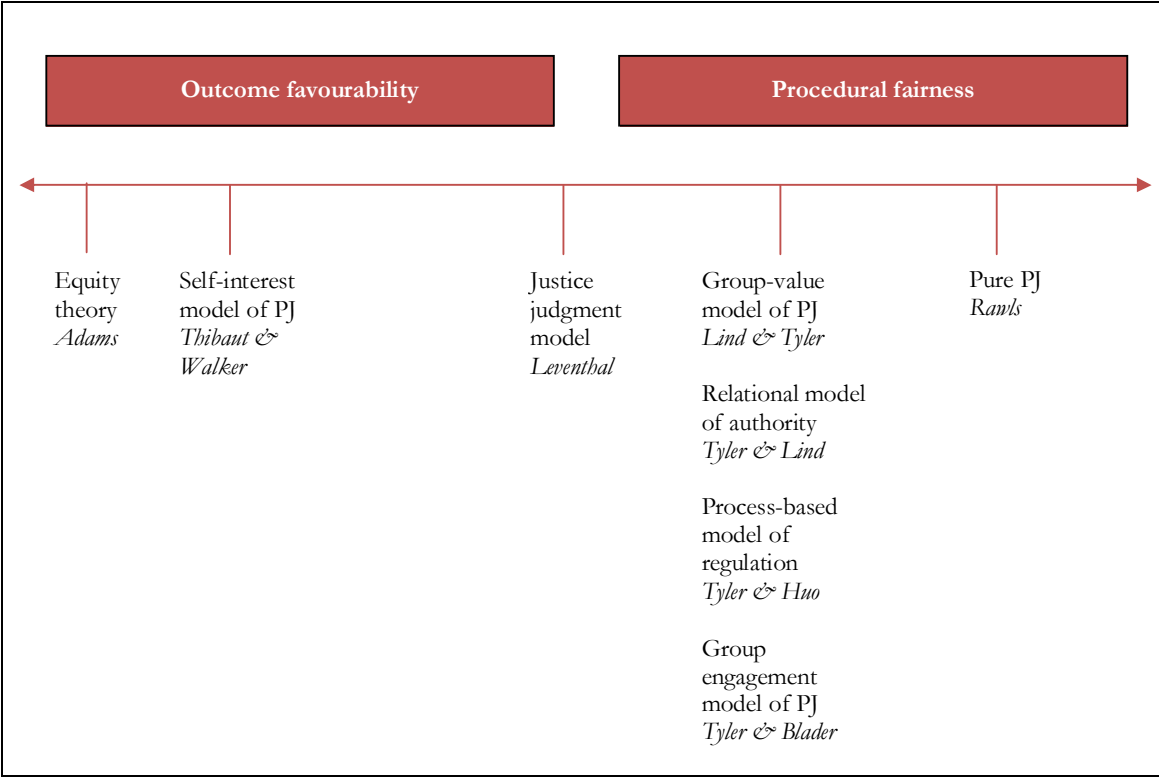 Outcome favourability
Procedural fairness
Equity
theory
Adams
Self-interest
model of PJ
Thibaut &
Walker
Justice
judgment
model
Leventhal
Group-value
model of PJ
Lind & Tyler
Relational model
of authority
Tyler & Lind
Process-based
model of
regulation
Tyler & Huo
Group
engagement
model of PJ
Tyler & Blader
Pure PJ
Rawls